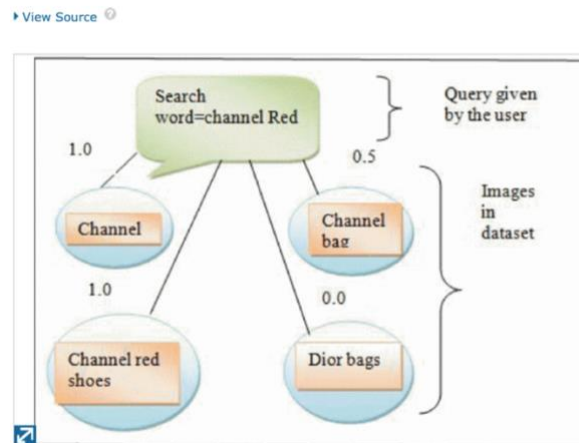 View Source
Search
word=channel Red
Query given
by the user
1.0
0.5
Channel
Channel
bag
Images
in
dataset
1.0
0.0
Channel red
shoes
Dior bags